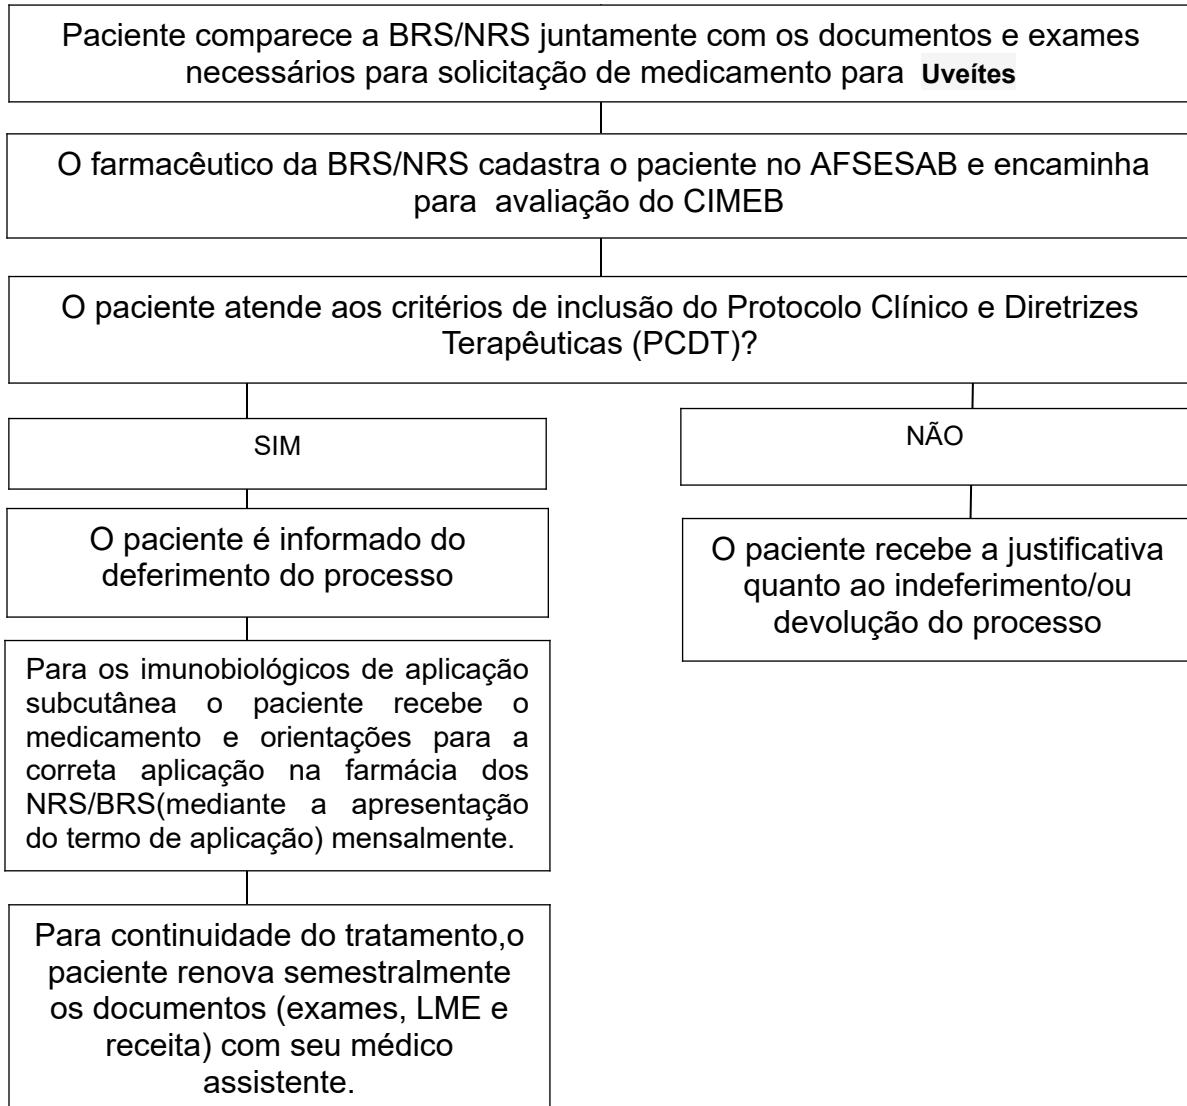 Paciente comparece a BRS/NRS juntamente com os documentos e exames
necessários para solicitação de medicamento para Uveítes
O farmacêutico da BRS/NRS cadastra o paciente no AFSESAB e encaminha
para avaliação do CIMEB
O paciente atende aos critérios de inclusão do Protocolo Clínico e Diretrizes
Terapêuticas (PCDT)?
SIM
NÃO
O paciente é informado do
deferimento do processo
O paciente recebe a justificativa
quanto ao indeferimento/ou
devolução do processo
Para os imunobiológicos de aplicação
subcutânea o paciente recebe o
medicamento e orientações para a
correta aplicação na farmácia dos
NRS/BRS(mediante a apresentação
do termo de aplicação) mensalmente.
Para continuidade do tratamento,o
paciente renova semestralmente
os documentos (exames, LME e
receita) com seu médico
assistente.